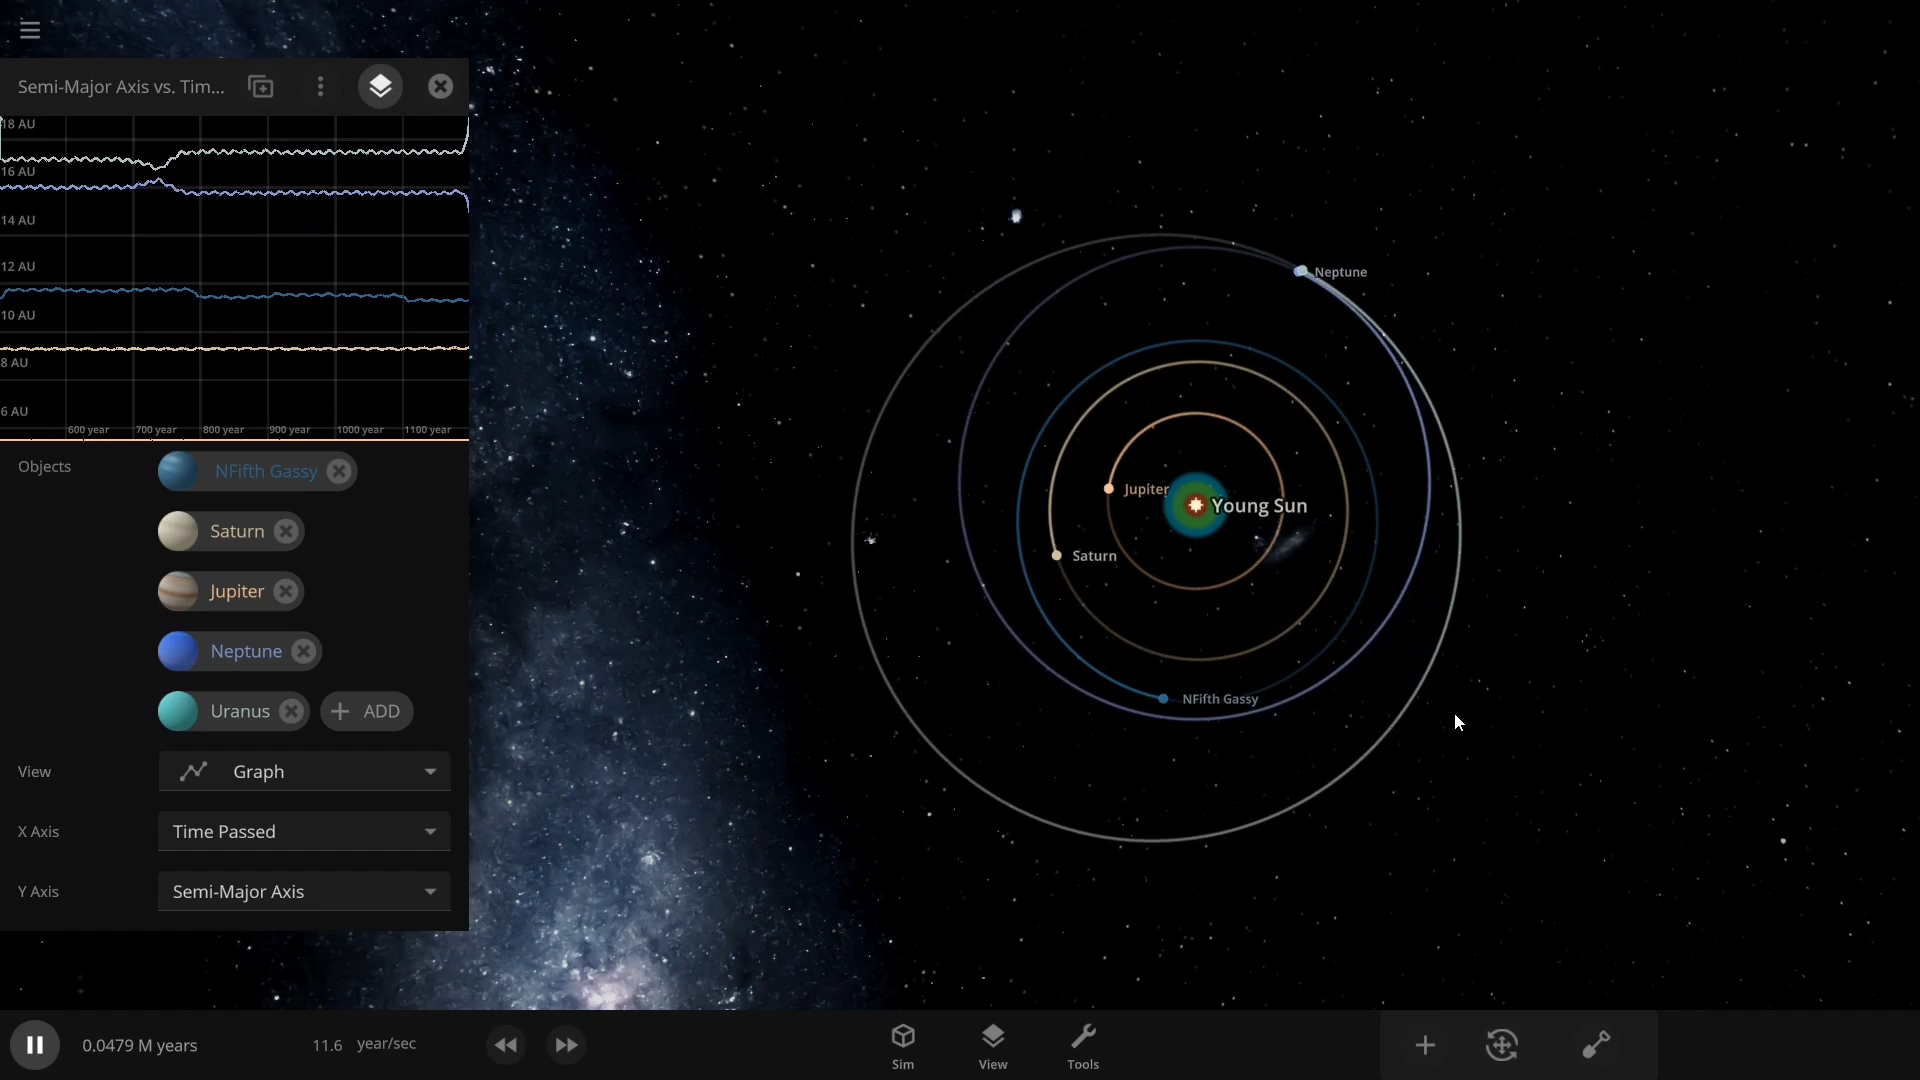 Semi-Major Axis vs. Tim...
18 AU
16 AU
14 AU
12 AU
10 AU
8 AU
6 AU
600 year 700 year 800 year 900 year 1000 year 1100 year
Objects
NFifth Gassy
Saturn
Jupiter
Neptune
Uranus
ADD
View
Graph
X Axis
Time Passed
Y Axis
Semi-Major Axis
Neptune
Jupiter
Young Sun
Saturn
NFifth Gassy
0.0479 M years
11.6 year/sec
Sim
View
Tools